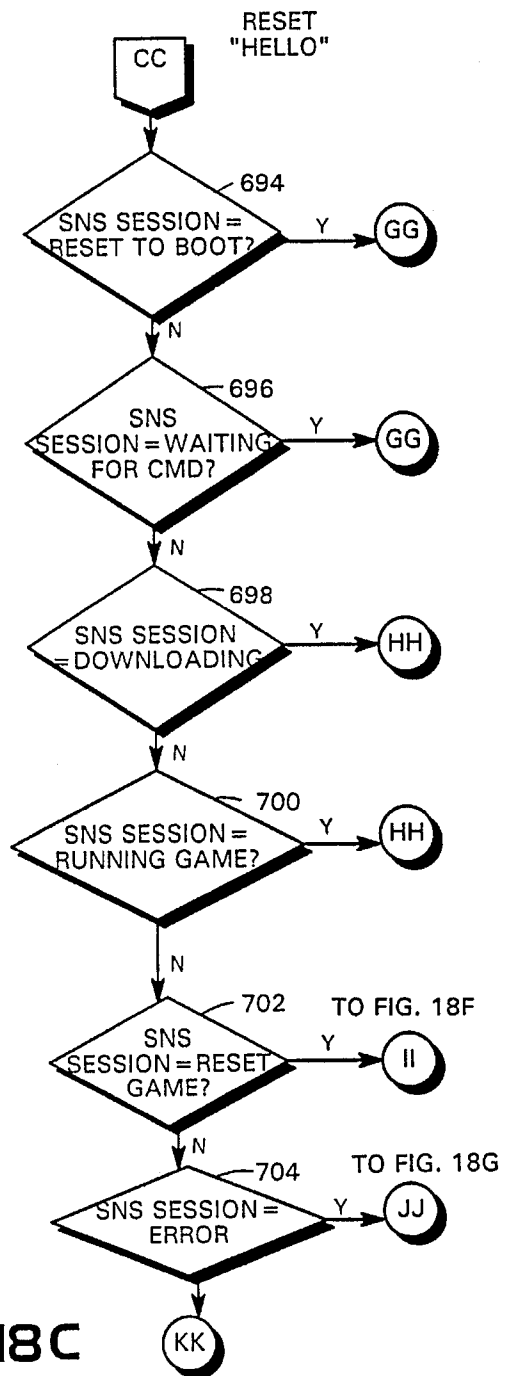 RESET
"HELLO"
CC
694
SNS SESSION =
RESET TO BOOT?
Y
GG
N
696
SNS
SESSION = WAITING
FOR CMD?
Y
GG
N
698
SNS SESSION
= DOWNLOADING
Y
HH
N
700
SNS SESSION =
RUNNING GAME?
Y
HH
N
702
TO FIG. 18F
SNS
SESSION = RESET
GAME?
Y
II
N
704
TO FIG. 18G
SNS SESSION =
ERROR
Y
JJ
KK
18C